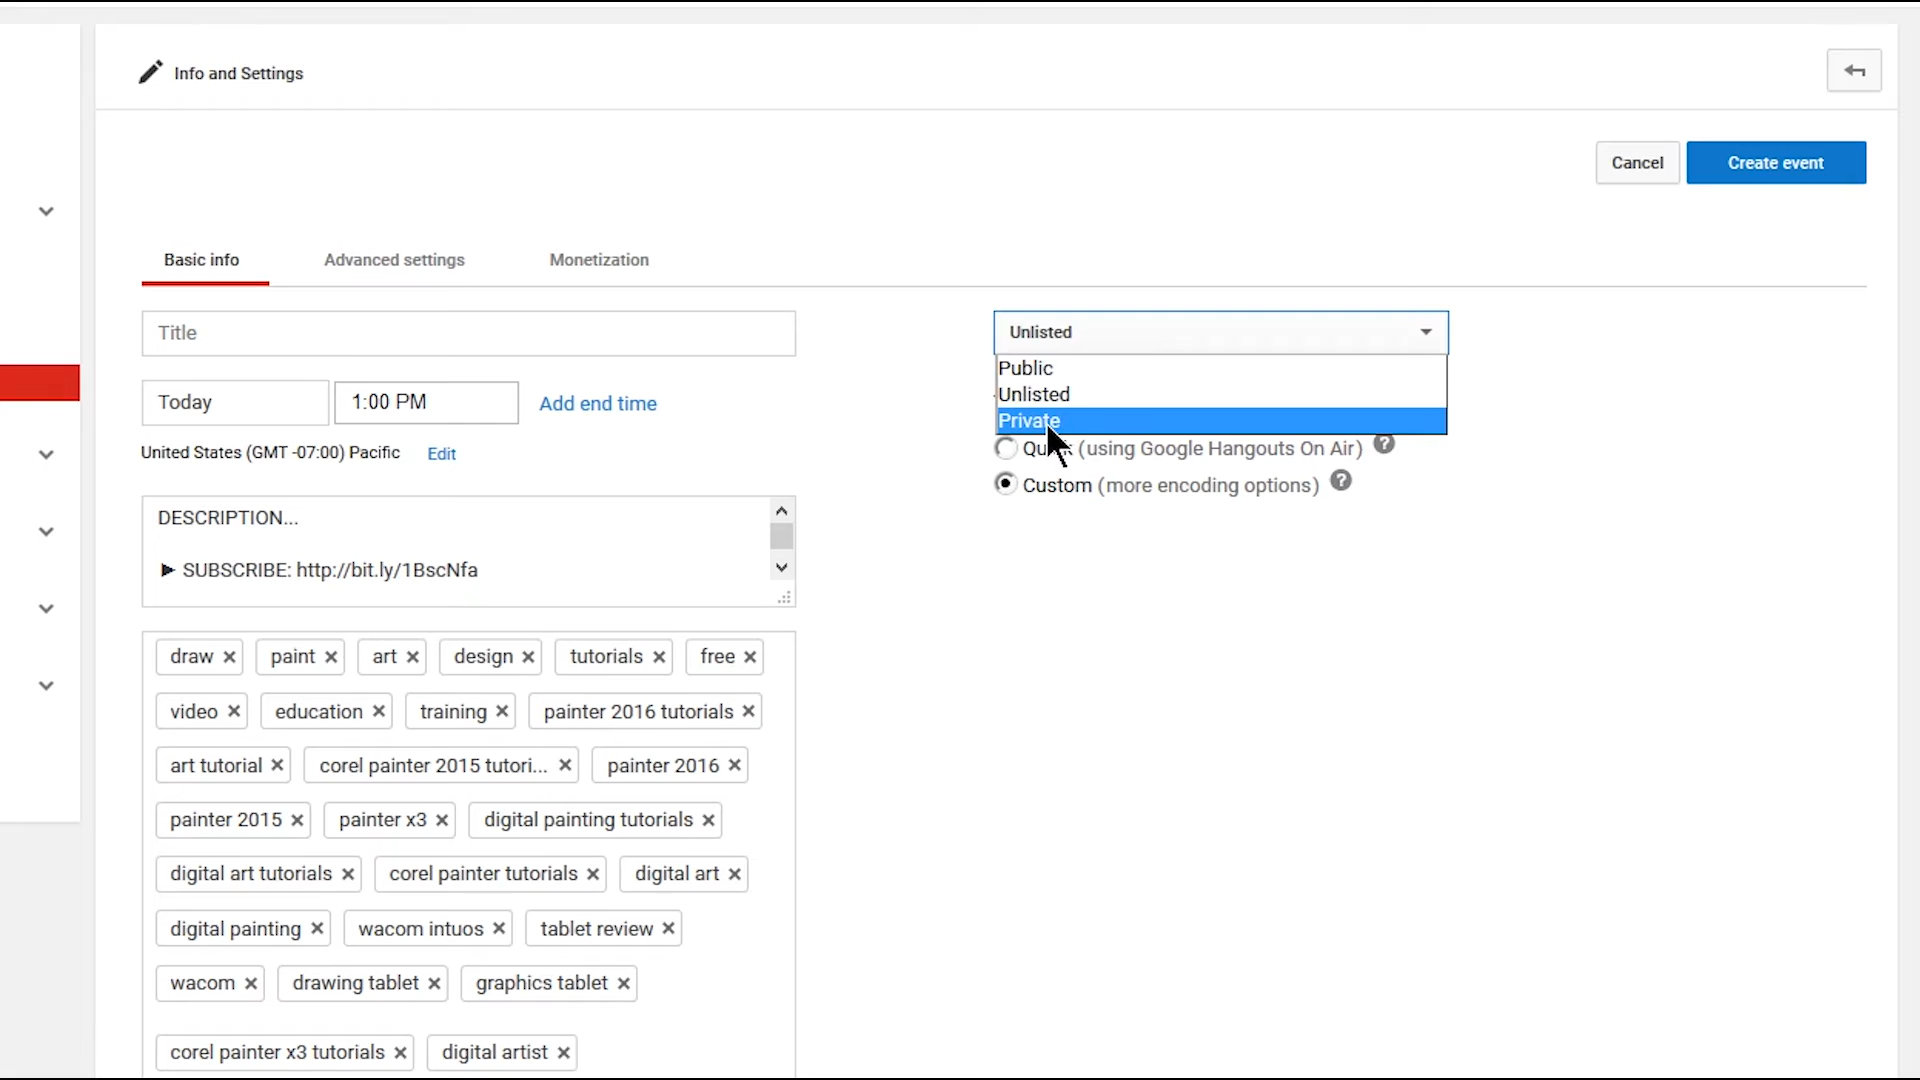 Info and Settings
Cancel
Create event
Basic info
Advanced settings
Monetization
Title
Unlisted
Public
Unlisted
Private
Today
1:00 PM
Add end time
United States (GMT -07:00) Pacific
Edit
(using Google Hangouts On Air) ?
Custom (more encoding options) ?
DESCRIPTION...
► SUBSCRIBE: http://bit.ly/1BscNfa
draw × paint × art × design × tutorials × free ×
video × education × training × painter 2016 tutorials ×
art tutorial × corel painter 2015 tutori... × painter 2016 ×
painter 2015 × painter x3 × digital painting tutorials ×
digital art tutorials × corel painter tutorials × digital art ×
digital painting × wacom intuos × tablet review ×
wacom × drawing tablet × graphics tablet ×
corel painter x3 tutorials × digital artist ×